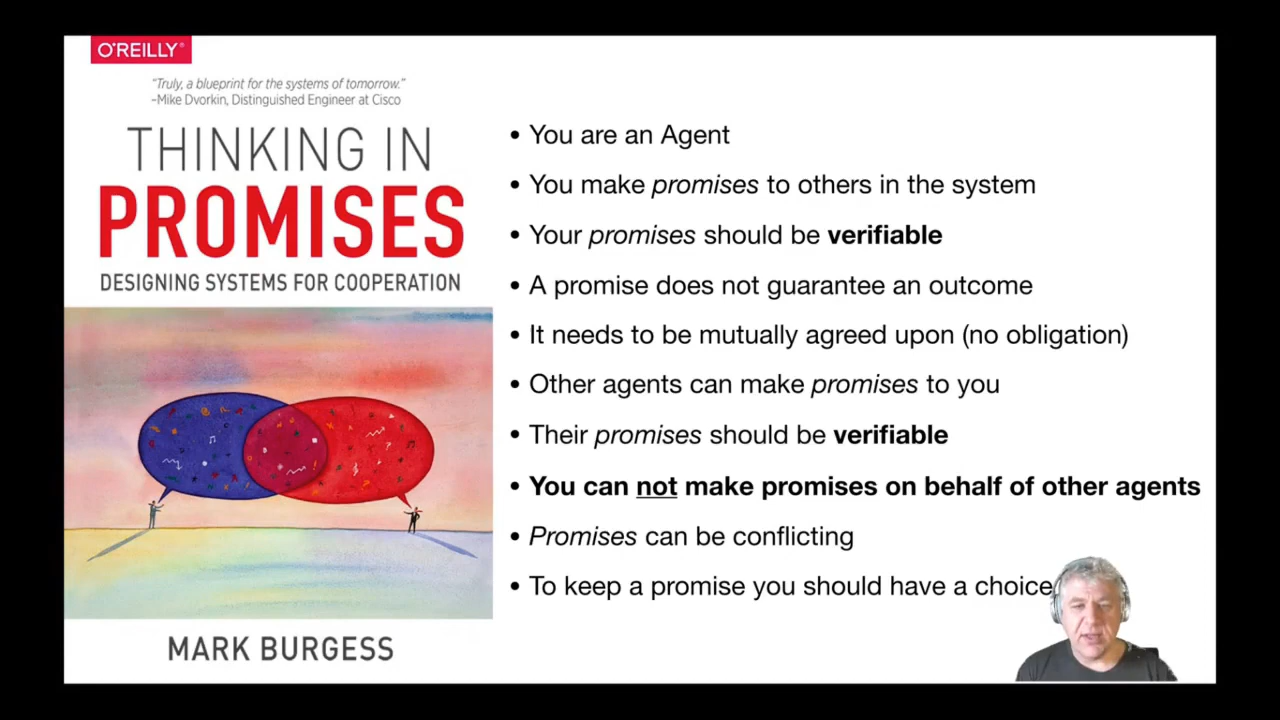 O'REILLY®
“Truly, a blueprint for the systems of tomorrow.”
–Mike Dvorkin, Distinguished Engineer at Cisco
THINKING IN
PROMISES
DESIGNING SYSTEMS FOR COOPERATION
MARK BURGESS
• You are an Agent
• You make promises to others in the system
• Your promises should be verifiable
• A promise does not guarantee an outcome
• It needs to be mutually agreed upon (no obligation)
• Other agents can make promises to you
• Their promises should be verifiable
• You can not make promises on behalf of other agents
• Promises can be conflicting
• To keep a promise you should have a choice